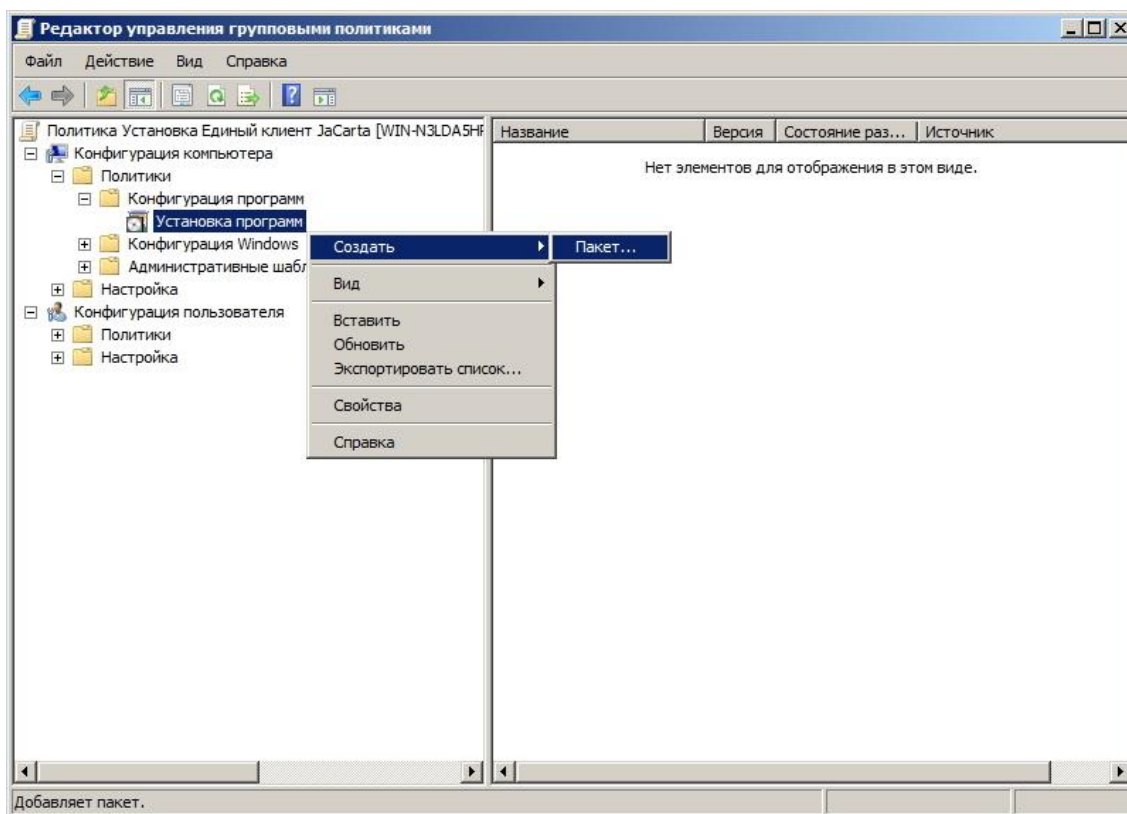 Редактор управления групповыми политиками
Файл Действие Вид Справка
Политика Установка Единый клиент JaCarta [WIN-N3LDA5HF
Название Версия Состояние раз... Источник
Нет элементов для отображения в этом виде.
Конфигурация компьютера
Политики
Конфигурация программ
Установка программ
Конфигурация Windows
Административные шабл
Настройка
Конфигурация пользователя
Политики
Настройка
Создать
Пакет...
Вид
Вставить
Обновить
Экспортировать список...
Свойства
Справка
Добавляет пакет.